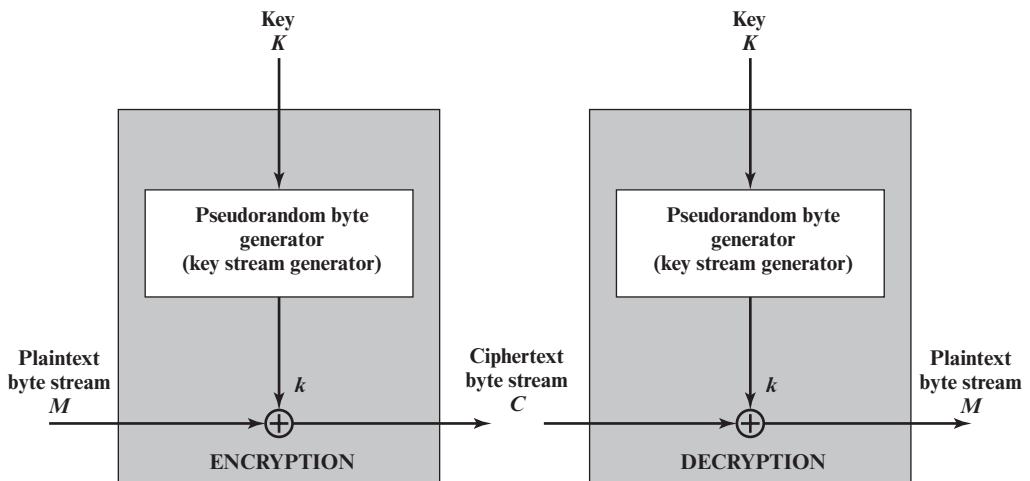 Key
K
Pseudorandom byte
generator
(key stream generator)
Plaintext
byte stream
M
k
ENCRYPTION
Ciphertext
byte stream
C
Key
K
Pseudorandom byte
generator
(key stream generator)
k
DECRYPTION
Plaintext
byte stream
M